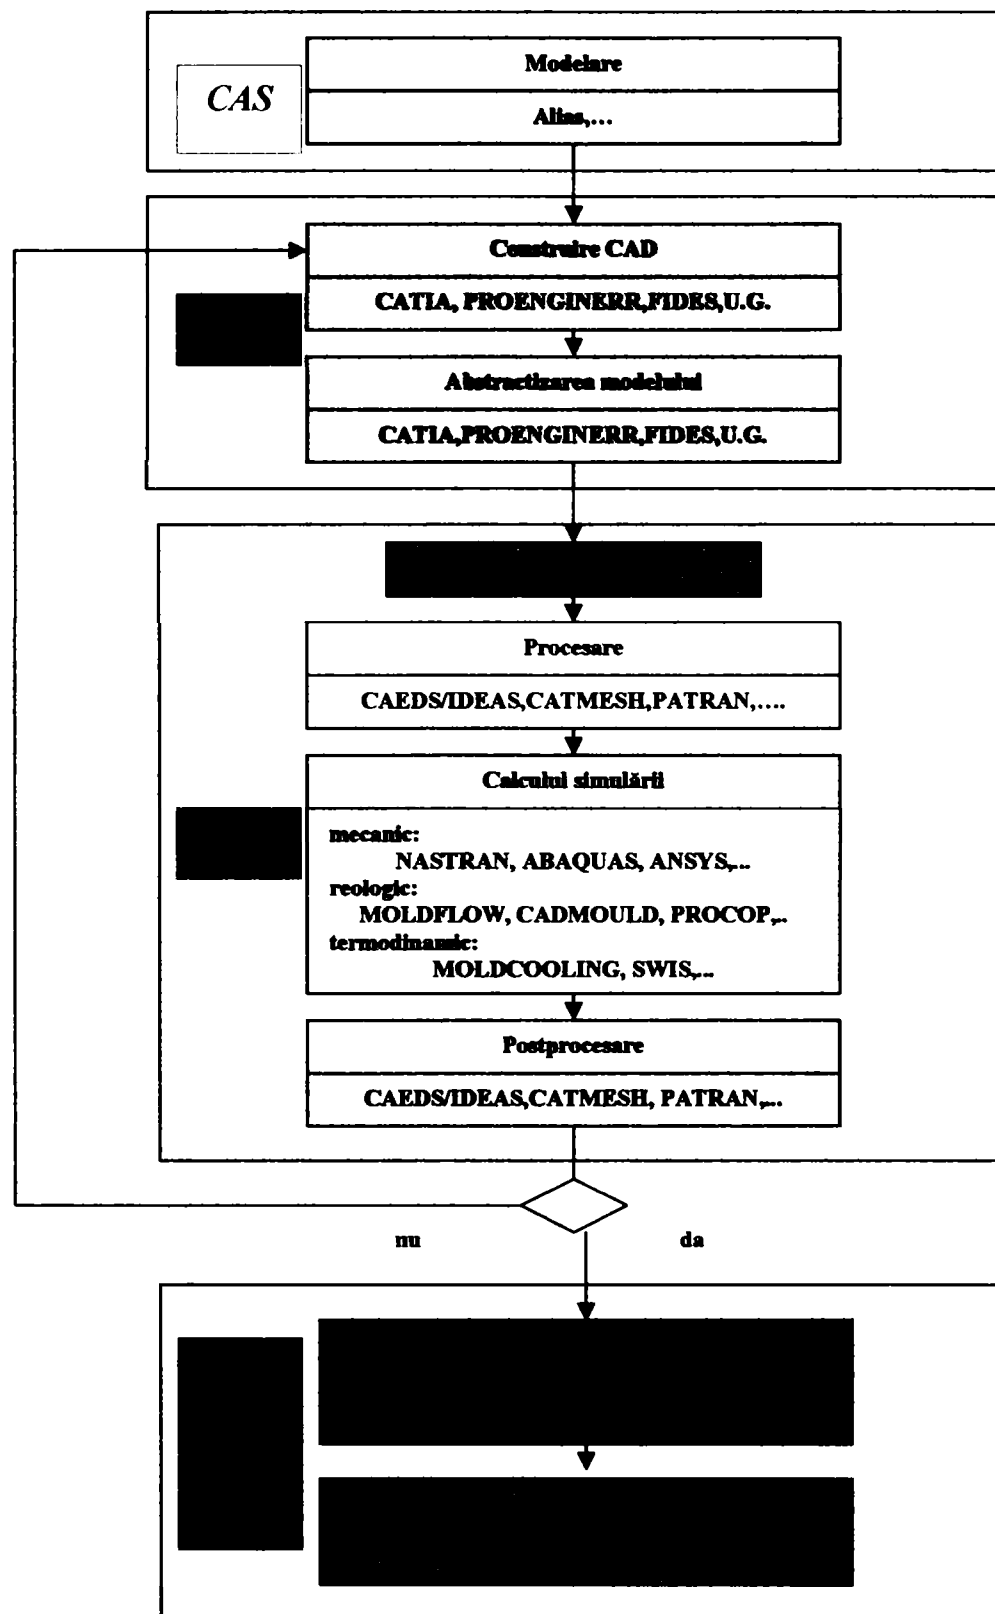 Modelare
CAS
Alias,...
Construire CAD
CATIA, PROENGINERR,FIDES,U.G.
Abstractizarea modelului
CATIA,PROENGINERR,FIDES,U.G.
Procesare
CAEDS/IDEAS,CATMESH,PATRAN,....
Calculul simulării
mecanic:
NASTRAN, ABAQUAS, ANSYS,...
reologic:
MOLDFLOW, CADMOULD, PROCOP,..
termodinamic:
MOLDCOOLING, SWIS,...
Postprocesare
CAEDS/IDEAS,CATMESH, PATRAN,...
nu
da